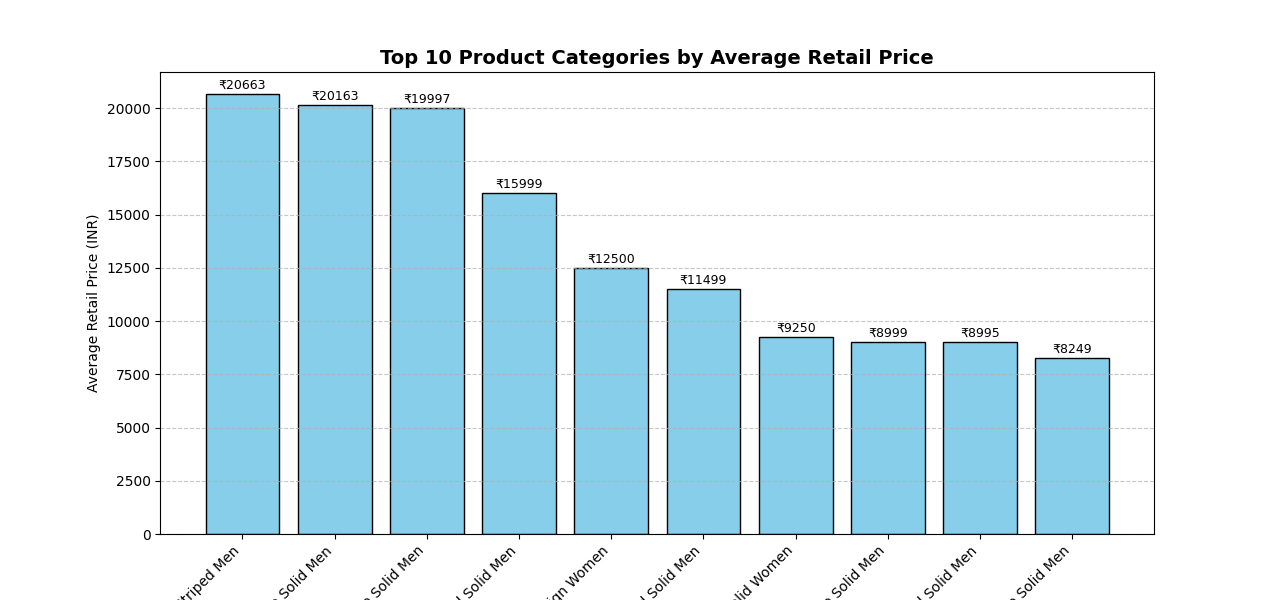 Top 10 Product Categories by Average Retail Price
₹20663
₹20163
₹19997
₹15999
₹12500
₹11499
₹9250
₹8999
₹8995
₹8249
20000
17500
15000
12500
10000
7500
5000
2500
0
Average Retail Price (INR)
Men
Solid Men
Solid Men
Solid Men
Women
Solid Men
Women
Solid Men
Solid Men
Solid Men